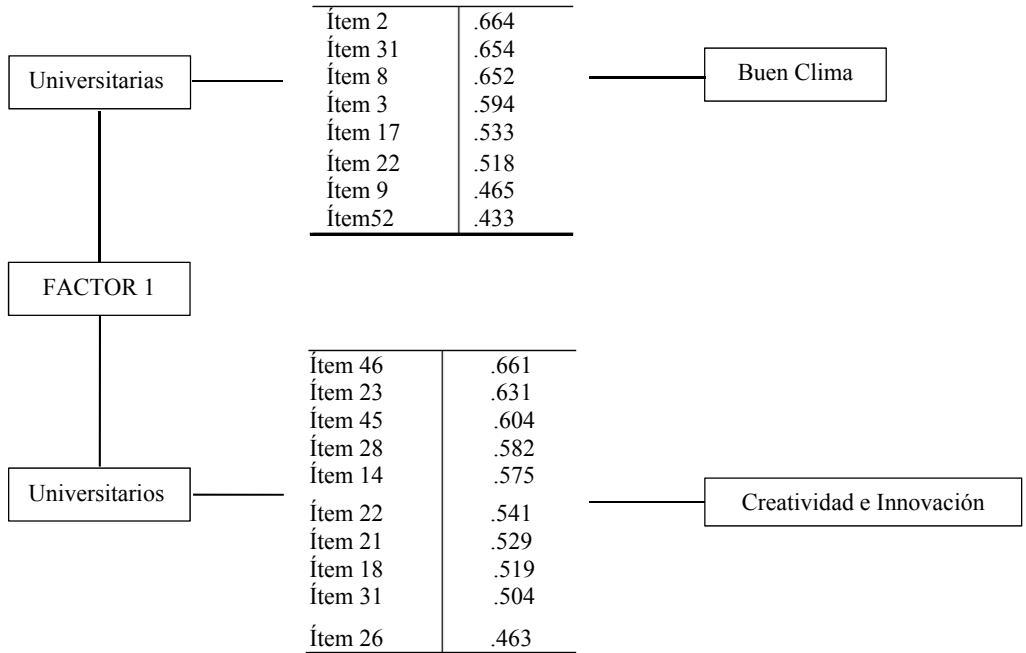 Universitarias
Ítem 2 .664
Ítem 31 .654
Ítem 8 .652
Ítem 3 .594
Ítem 17 .533
Ítem 22 .518
Ítem 9 .465
Ítem52 .433
Buen Clima
FACTOR 1
Universitarios
Ítem 46 .661
Ítem 23 .631
Ítem 45 .604
Ítem 28 .582
Ítem 14 .575
Ítem 22 .541
Ítem 21 .529
Ítem 18 .519
Ítem 31 .504
Ítem 26 .463
Creatividad e Innovación